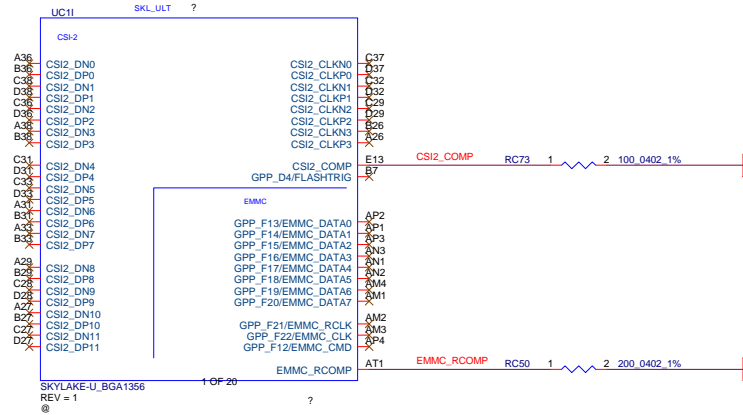 UC1I SKL_ULT ?
CSI-2
A36 CSI2_DN0 CSI2_CLKN0 C37
B36 CSI2_DP0 CSI2_CLKP0 D37
C38 CSI2_DN1 CSI2_CLKN1 C32
D38 CSI2_DP1 CSI2_CLKP1 D32
C36 CSI2_DN2 CSI2_CLKN2 C29
D36 CSI2_DP2 CSI2_CLKP2 D29
A38 CSI2_DN3 CSI2_CLKN3 B26
B38 CSI2_DP3 CSI2_CLKP3 A26
C31 CSI2_DN4 CSI2_COMP E13 CSI2_COMP RC73 1 2 100_0402_1%
D31 CSI2_DP4 GPP_D4/FLASHTRIG B7
C33 CSI2_DN5
D33 CSI2_DP5
A31 CSI2_DN6 EMMC
B31 CSI2_DP6 GPP_F13/EMMC_DATA0 AP2
A33 CSI2_DN7 GPP_F14/EMMC_DATA1 AP1
B33 CSI2_DP7 GPP_F15/EMMC_DATA2 AP3
GPP_F16/EMMC_DATA3 AN3
A29 CSI2_DN8 GPP_F17/EMMC_DATA4 AN1
B29 CSI2_DP8 GPP_F18/EMMC_DATA5 AN2
C28 CSI2_DN9 GPP_F19/EMMC_DATA6 AM4
D28 CSI2_DP9 GPP_F20/EMMC_DATA7 AM1
A27 CSI2_DN10
B27 CSI2_DP10 GPP_F21/EMMC_RCLK AM2
C27 CSI2_DN11 GPP_F22/EMMC_CLK AM3
D27 CSI2_DP11 GPP_F12/EMMC_CMD AP4
EMMC_RCOMP AT1 EMMC_RCOMP RC50 1 2 200_0402_1%
SKYLAKE-U_BGA1356 1 OF 20
REV = 1 ?
@